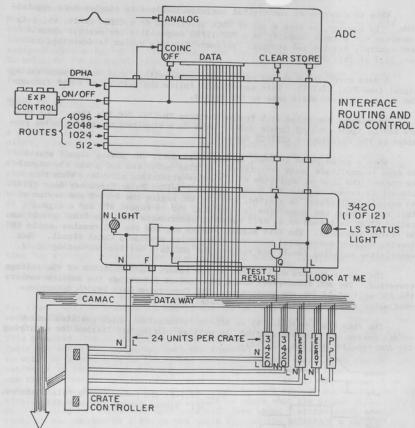 ANALOG
ADC
COINC
OFF
DATA
CLEAR STORE
DPHA
EXP
CONTROL
ON/OFF
INTERFACE
ROUTING AND
ADC CONTROL
ROUTES
4096
2048
1024
512
3420
(1 OF 12)
N LIGHT
LS STATUS
LIGHT
N
F
TEST
RESULTS
Q
L
LOOK AT ME
CAMAC
DATA WAY
N
L
24 UNITS PER CRATE
N
L
3420
N
L
3420
N
L
LECROY
N
L
LECROY
PPP
CRATE
CONTROLLER